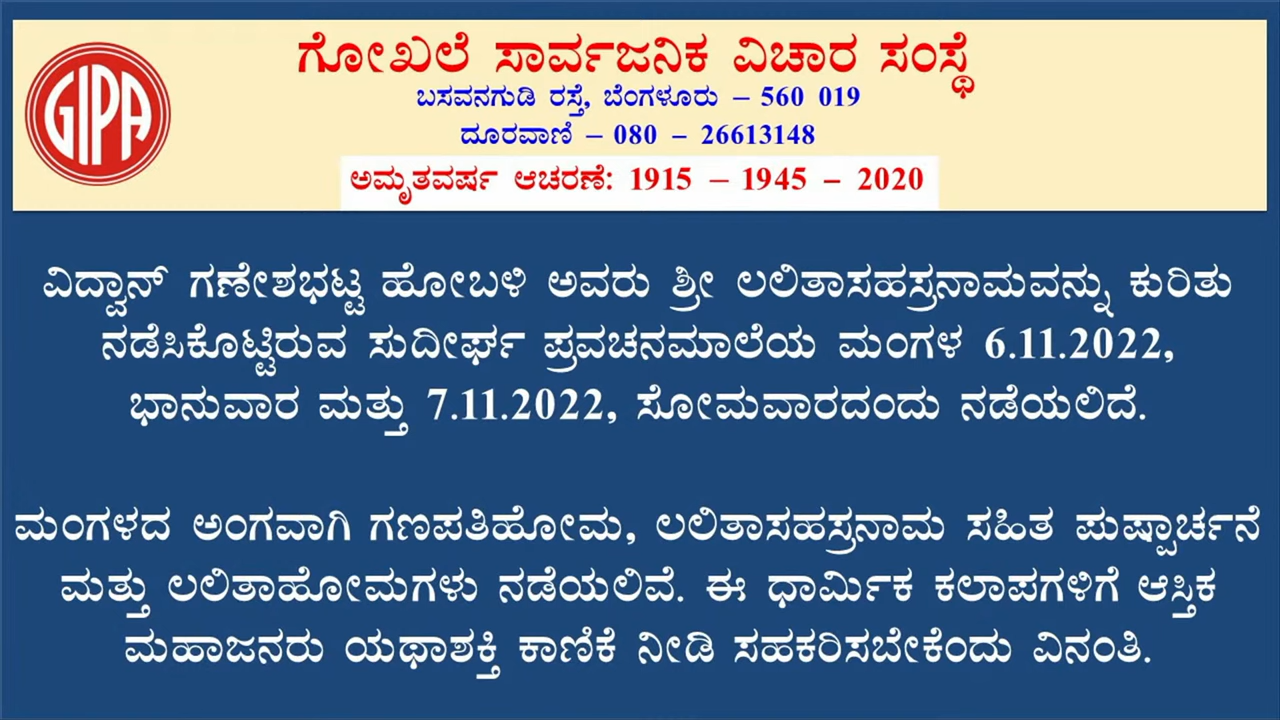 GIPA
ಗೋಖಲೆ ಸಾರ್ವಜನಿಕ ವಿಚಾರ ಸಂಸ್ಥೆ
ಬಸವನಗುಡಿ ರಸ್ತೆ, ಬೆಂಗಳೂರು – 560 019
ದೂರವಾಣಿ – 080 – 26613148
ಅಮೃತವರ್ಷ ಆಚರಣೆ: 1915 – 1945 – 2020
ವಿದ್ವಾನ್ ಗಣೇಶಭಟ್ಟ ಹೋಬಳಿ ಅವರು ಶ್ರೀ ಲಲಿತಾಸಹಸ್ರನಾಮವನ್ನು ಕುರಿತು
ನಡೆಸಿಕೊಟ್ಟಿರುವ ಸುದೀರ್ಘ ಪ್ರವಚನಮಾಲೆಯ ಮಂಗಳ 6.11.2022,
ಭಾನುವಾರ ಮತ್ತು 7.11.2022, ಸೋಮವಾರದಂದು ನಡೆಯಲಿದೆ.
ಮಂಗಳದ ಅಂಗವಾಗಿ ಗಣಪತಿಹೋಮ, ಲಲಿತಾಸಹಸ್ರನಾಮ ಸಹಿತ ಪುಷ್ಪಾರ್ಚನೆ
ಮತ್ತು ಲಲಿತಾಹೋಮಗಳು ನಡೆಯಲಿವೆ. ಈ ಧಾರ್ಮಿಕ ಕಲಾಪಗಳಿಗೆ ಆಸ್ತಿಕ
ಮಹಾಜನರು ಯಥಾಶಕ್ತಿ ಕಾಣಿಕೆ ನೀಡಿ ಸಹಕರಿಸಬೇಕೆಂದು ವಿನಂತಿ.